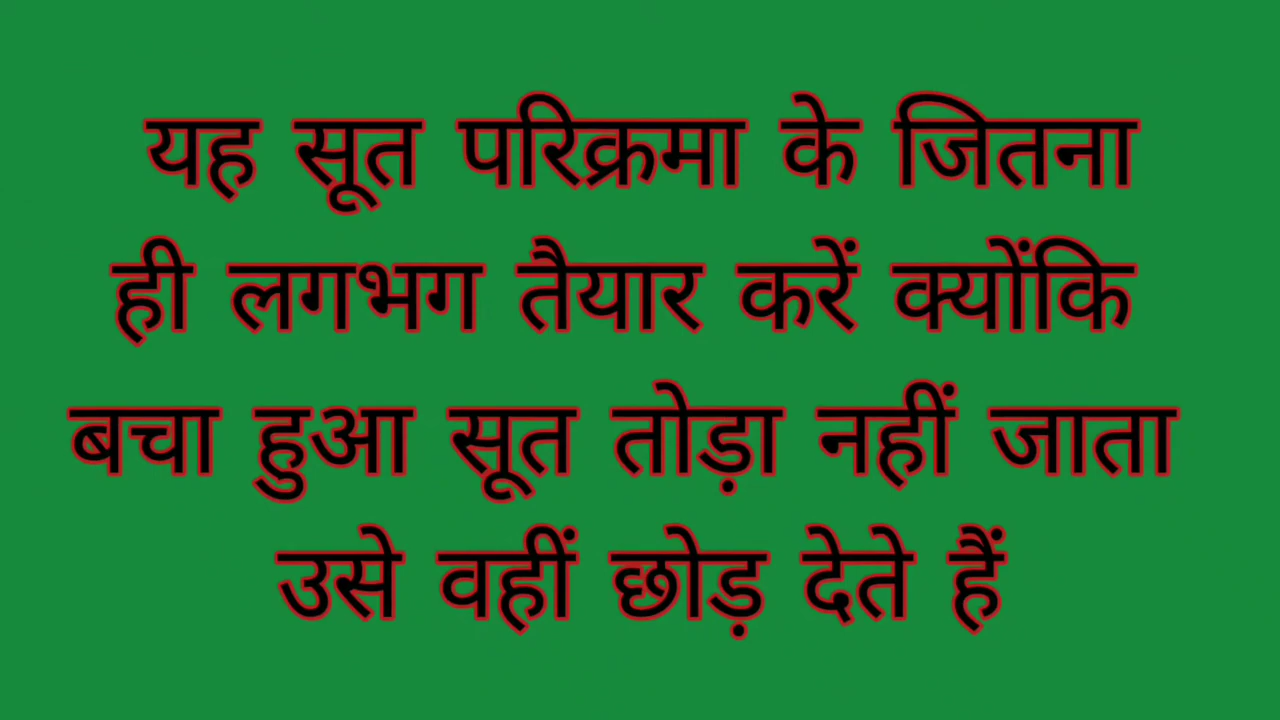 यह सूत परिक्रमा के जितना
ही लगभग तैयार करें क्योंकि
बचा हुआ सूत तोड़ा नहीं जाता
उसे वहीं छोड़ देते हैं